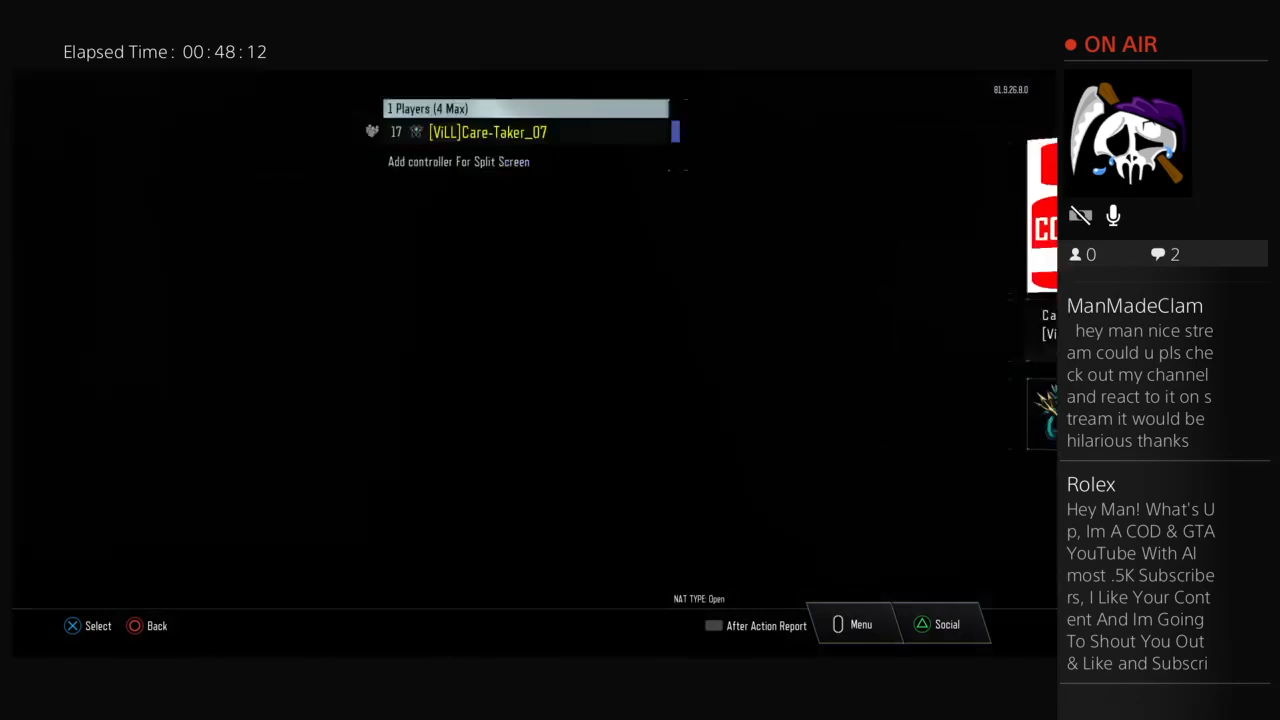 Elapsed Time: 00:48:12
ON AIR
81.9.26.8.0
1 Players (4 Max)
17 [ViLL]Care-Taker_07
Add controller For Split Screen
CO
Ca
[Vi
0 2
ManMadeClam
hey man nice stre
am could u pls che
ck out my channel
and react to it on s
tream it would be
hilarious thanks
Rolex
Hey Man! What's U
p, Im A COD & GTA
YouTube With Al
most .5K Subscribe
rs, I Like Your Cont
ent And Im Going
To Shout You Out
& Like and Subscri
NAT TYPE: Open
Select Back After Action Report Menu Social